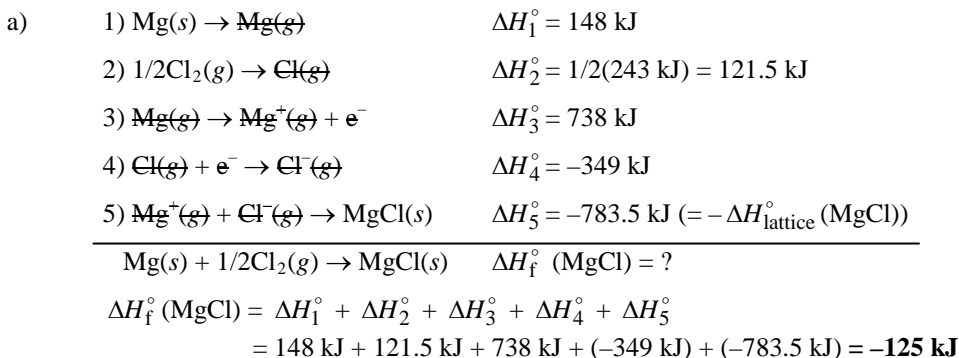 a) 1) Mg(s) → Mg(g) ΔH°1 = 148 kJ
2) 1/2Cl₂(g) → Cl(g) ΔH°2 = 1/2(243 kJ) = 121.5 kJ
3) Mg(g) → Mg⁺(g) + e⁻ ΔH°3 = 738 kJ
4) Cl(g) + e⁻ → Cl⁻(g) ΔH°4 = –349 kJ
5) Mg⁺(g) + Cl⁻(g) → MgCl(s) ΔH°5 = –783.5 kJ (= – ΔH°lattice (MgCl))
Mg(s) + 1/2Cl₂(g) → MgCl(s) ΔH°f (MgCl) = ?
ΔH°f (MgCl) = ΔH°1 + ΔH°2 + ΔH°3 + ΔH°4 + ΔH°5
= 148 kJ + 121.5 kJ + 738 kJ + (–349 kJ) + (–783.5 kJ) = –125 kJ